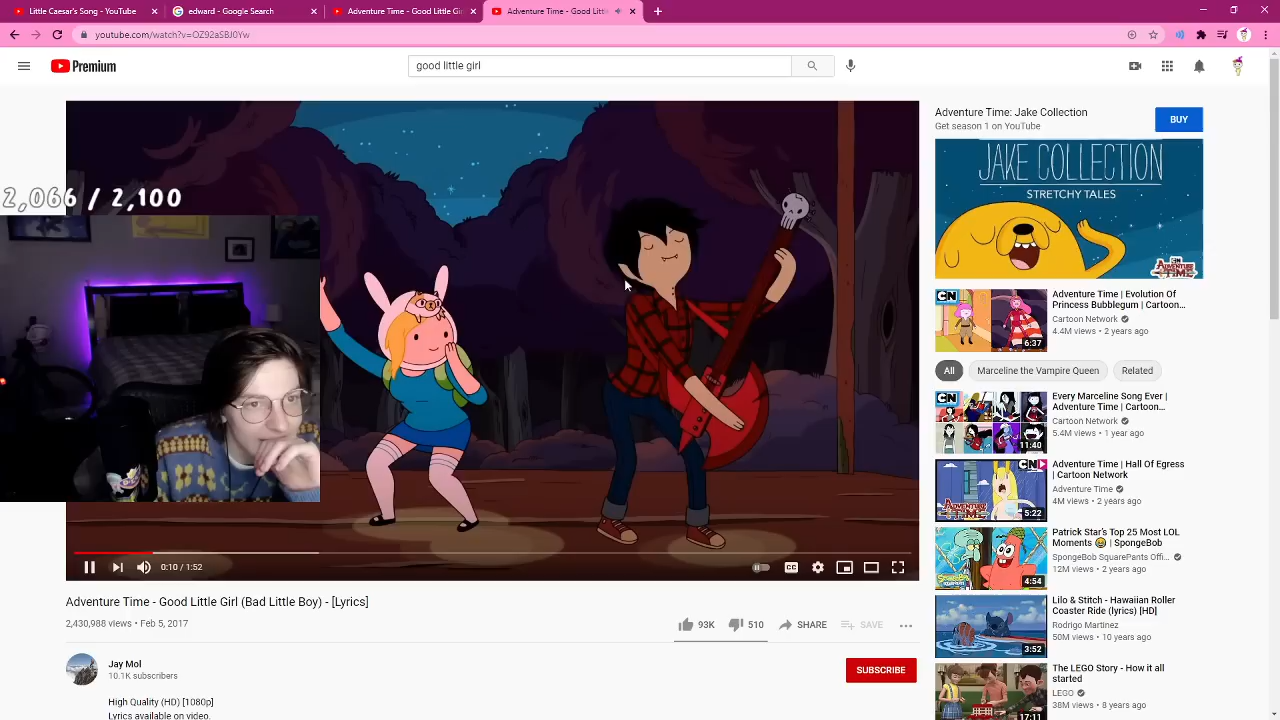 Little Caesar's Song - YouTube
edward - Google Search
Adventure Time - Good Little G
Adventure Time - Good Littl
youtube.com/watch?v=OZ92aSBJ0Yw
Premium
good little girl
2,066 / 2,100
Adventure Time: Jake Collection
Get season 1 on YouTube
BUY
JAKE COLLECTION
STRETCHY TALES
CN
ADVENTURE TIME
CN
6:37
Adventure Time | Evolution Of
Princess Bubblegum | Cartoon...
Cartoon Network
4.4M views • 2 years ago
All
Marceline the Vampire Queen
Related
CN
11:40
Every Marceline Song Ever |
Adventure Time | Cartoon...
Cartoon Network
5.4M views • 1 year ago
CN
ADVENTURE TIME
5:22
Adventure Time | Hall Of Egress
| Cartoon Network
Adventure Time
4M views • 2 years ago
4:54
Patrick Star's Top 25 Most LOL
Moments 😂 | SpongeBob
SpongeBob SquarePants Offi...
12M views • 2 years ago
0:10 / 1:52
CC
3:52
Lilo & Stitch - Hawaiian Roller
Coaster Ride (lyrics) [HD]
Rodrigo Martinez
50M views • 10 years ago
Adventure Time - Good Little Girl (Bad Little Boy) - [Lyrics]
2,430,988 views • Feb 5, 2017
93K
510
SHARE
SAVE
17:11
The LEGO Story - How it all
started
LEGO
38M views • 8 years ago
Jay Mol
10.1K subscribers
SUBSCRIBE
High Quality (HD) [1080p]
Lyrics available on video.